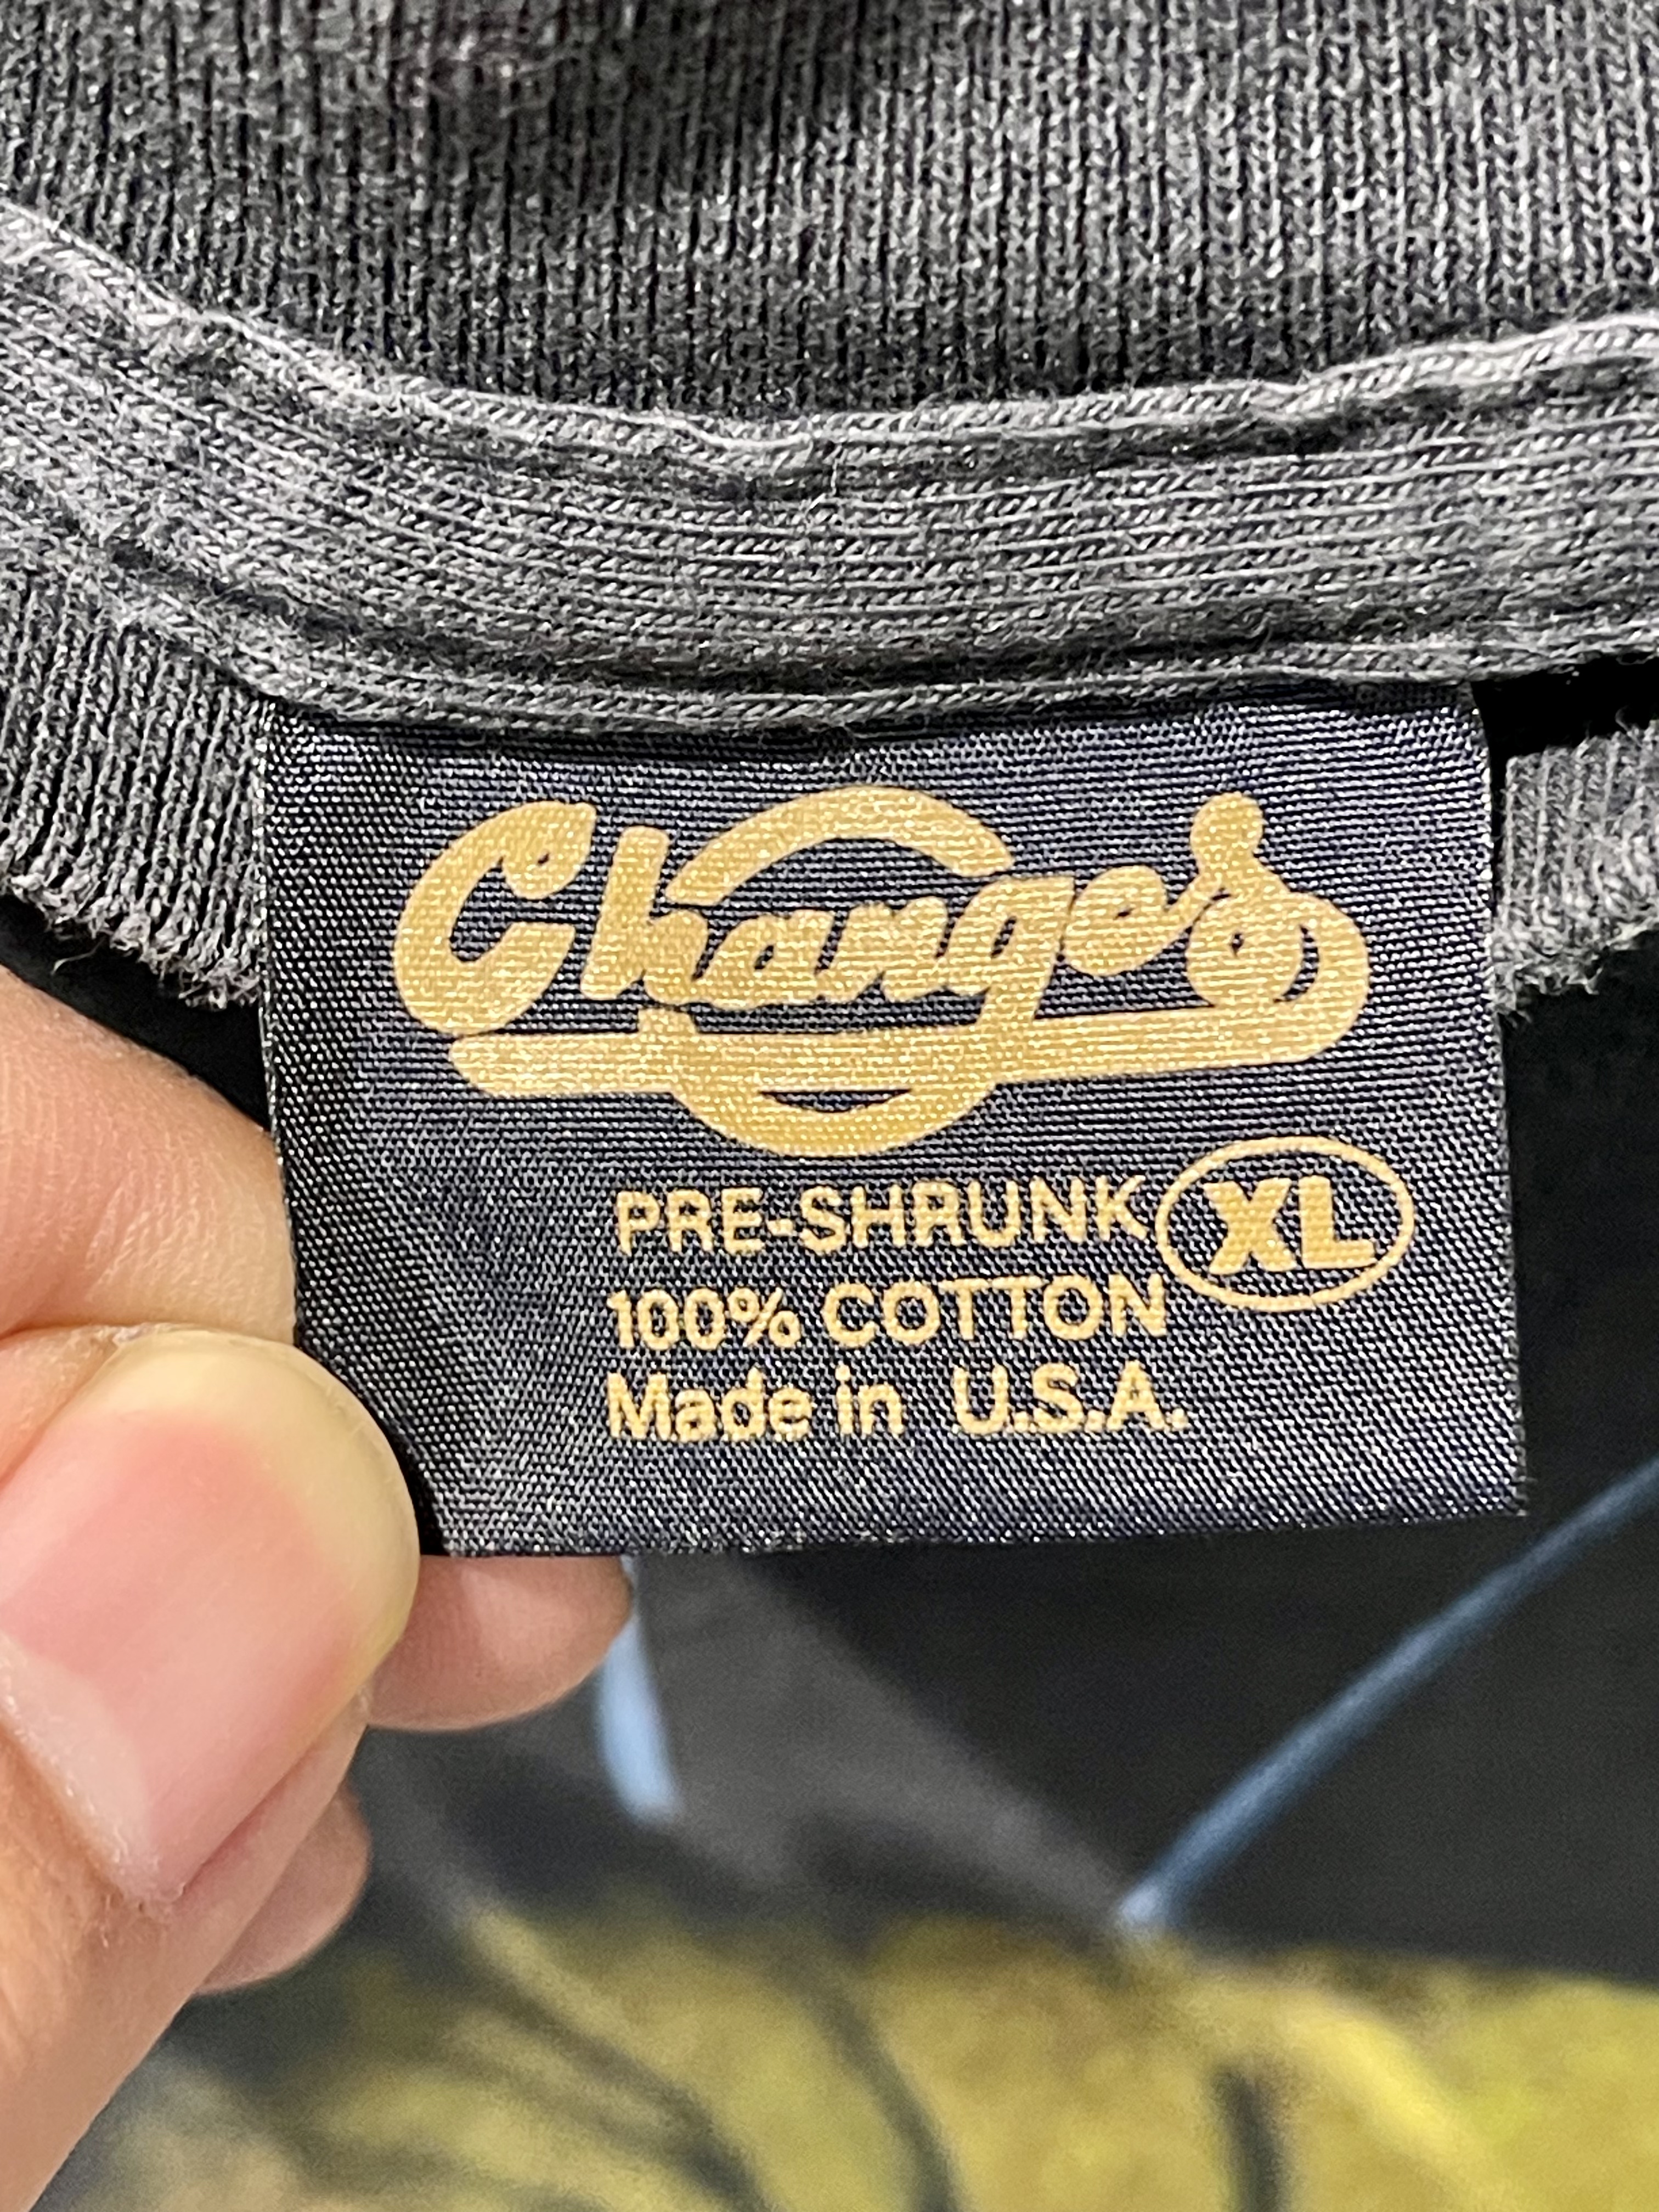 Changes
PRE-SHRUNK XL
100% COTTON
Made in U.S.A.